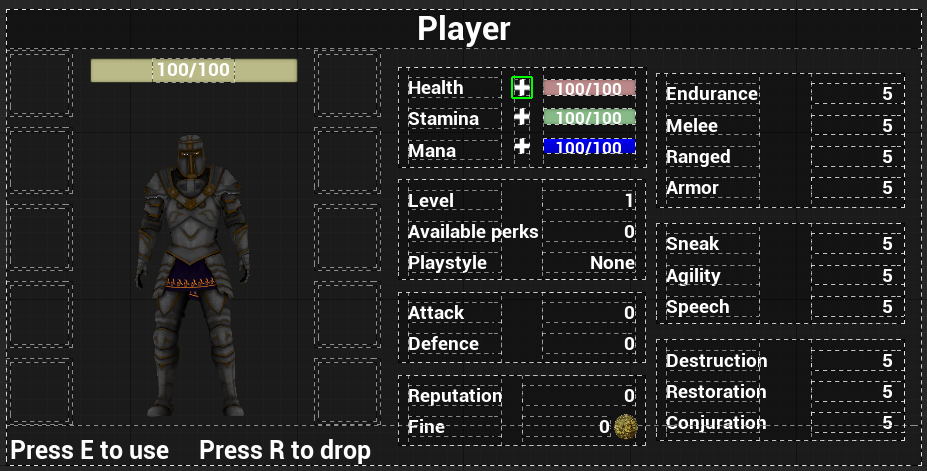 Player
100/100
Health 100/100
Stamina 100/100
Mana 100/100
Level 1
Available perks 0
Playstyle None
Attack 0
Defence 0
Reputation 0
Fine 0
Endurance 5
Melee 5
Ranged 5
Armor 5
Sneak 5
Agility 5
Speech 5
Destruction 5
Restoration 5
Conjuration 5
Press E to use Press R to drop